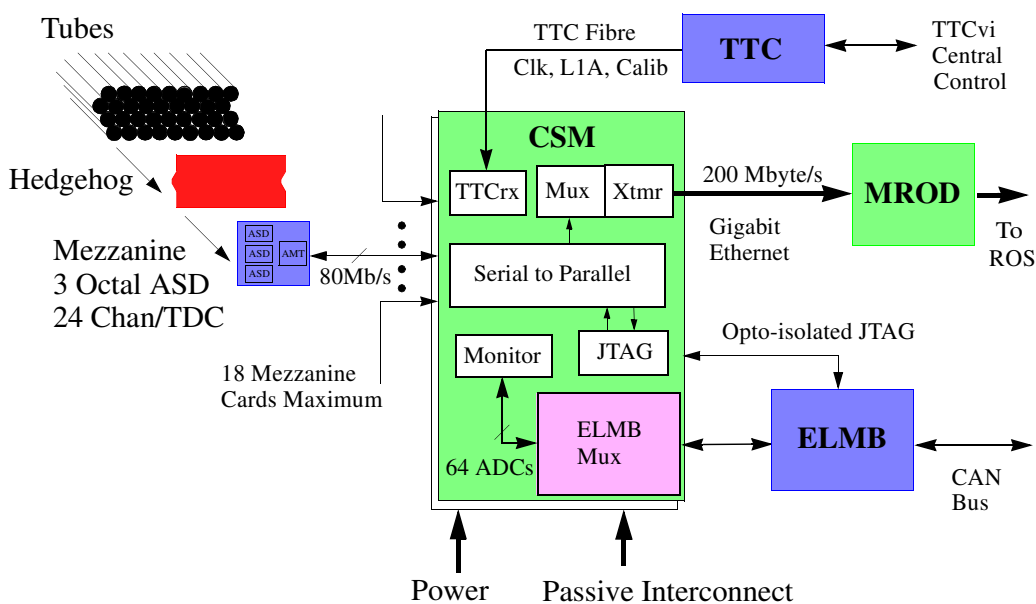 Tubes
TTC Fibre
Clk, L1A, Calib
TTC
TTCvi
Central
Control
Hedgehog
CSM
TTCrx
Mux
Xtmr
200 Mbyte/s
Gigabit
Ethernet
MROD
To
ROS
ASD
ASD
ASD
AMT
80Mb/s
Mezzanine
3 Octal ASD
24 Chan/TDC
Serial to Parallel
Monitor
JTAG
Opto-isolated JTAG
18 Mezzanine
Cards Maximum
64 ADCs
ELMB
Mux
ELMB
CAN
Bus
Power
Passive Interconnect